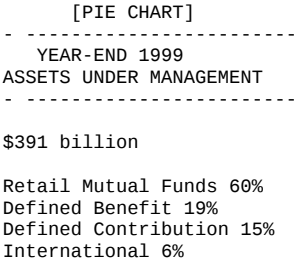 [PIE CHART]
- ------------------------
YEAR-END 1999
ASSETS UNDER MANAGEMENT
- ------------------------
$391 billion
Retail Mutual Funds 60%
Defined Benefit 19%
Defined Contribution 15%
International 6%